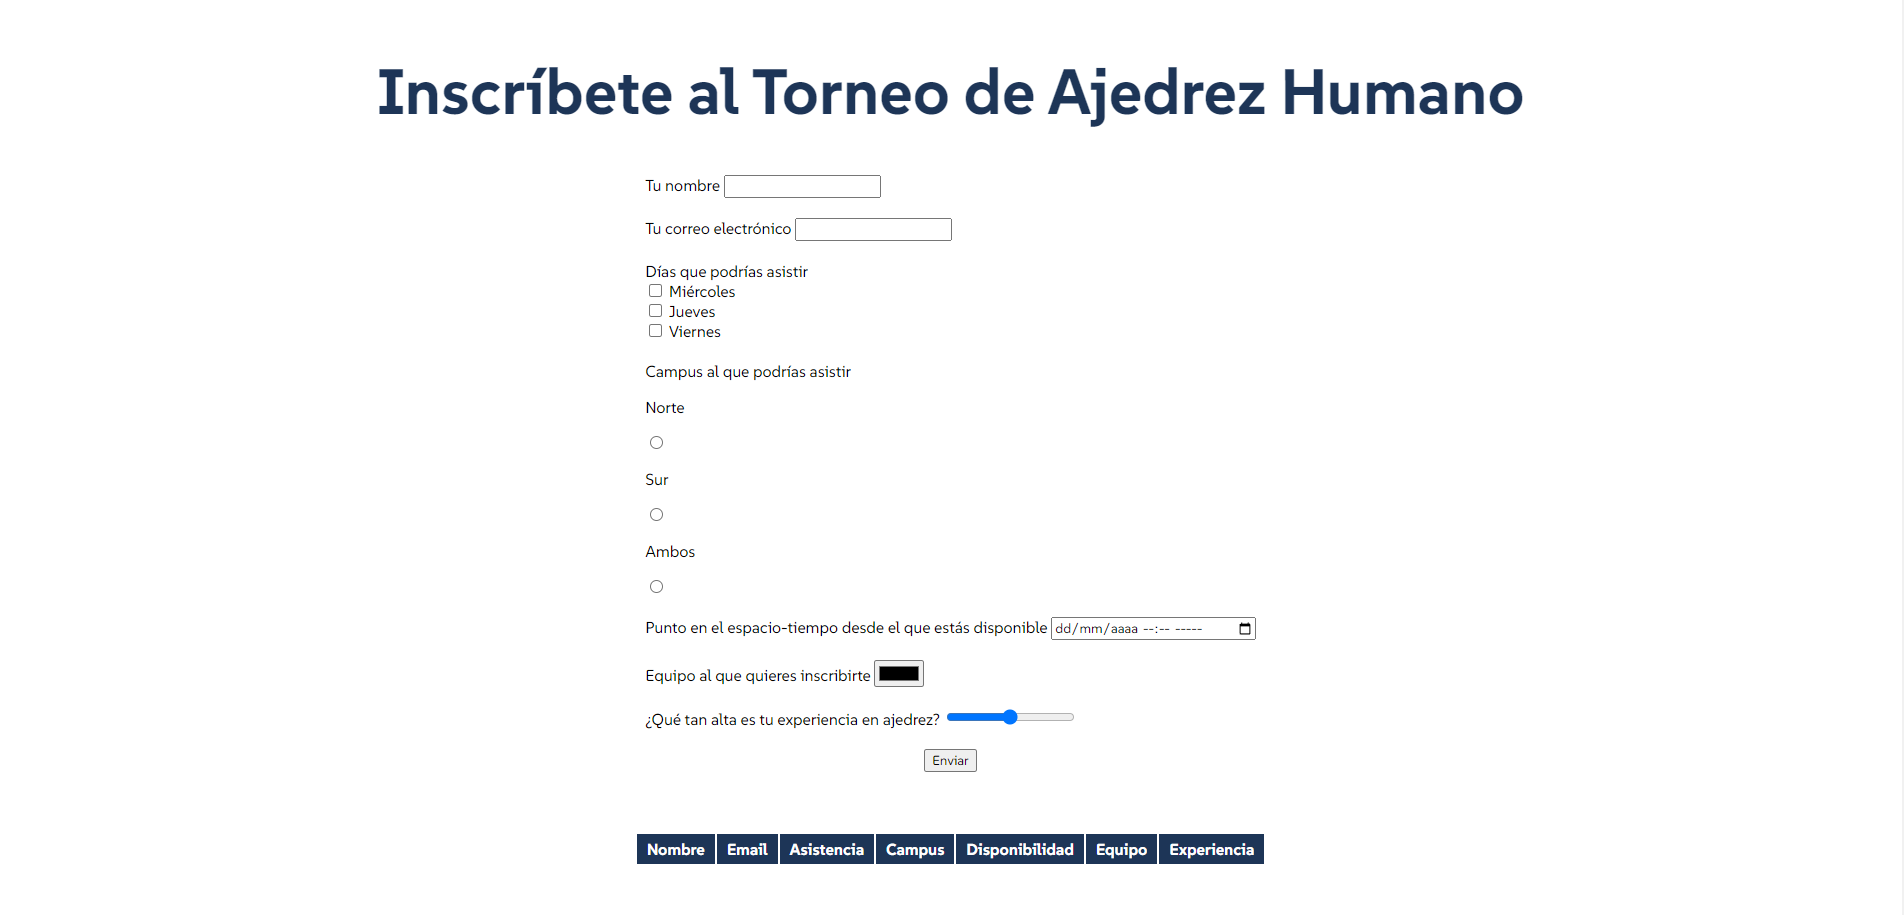 Inscríbete al Torneo de Ajedrez Humano
Tu nombre
Tu correo electrónico
Días que podrías asistir
Miércoles
Jueves
Viernes
Campus al que podrías asistir
Norte
Sur
Ambos
Punto en el espacio-tiempo desde el que estás disponible dd/mm/aaaa --:-- -----
Equipo al que quieres inscribirte
¿Qué tan alta es tu experiencia en ajedrez?
Enviar
Nombre Email Asistencia Campus Disponibilidad Equipo Experiencia